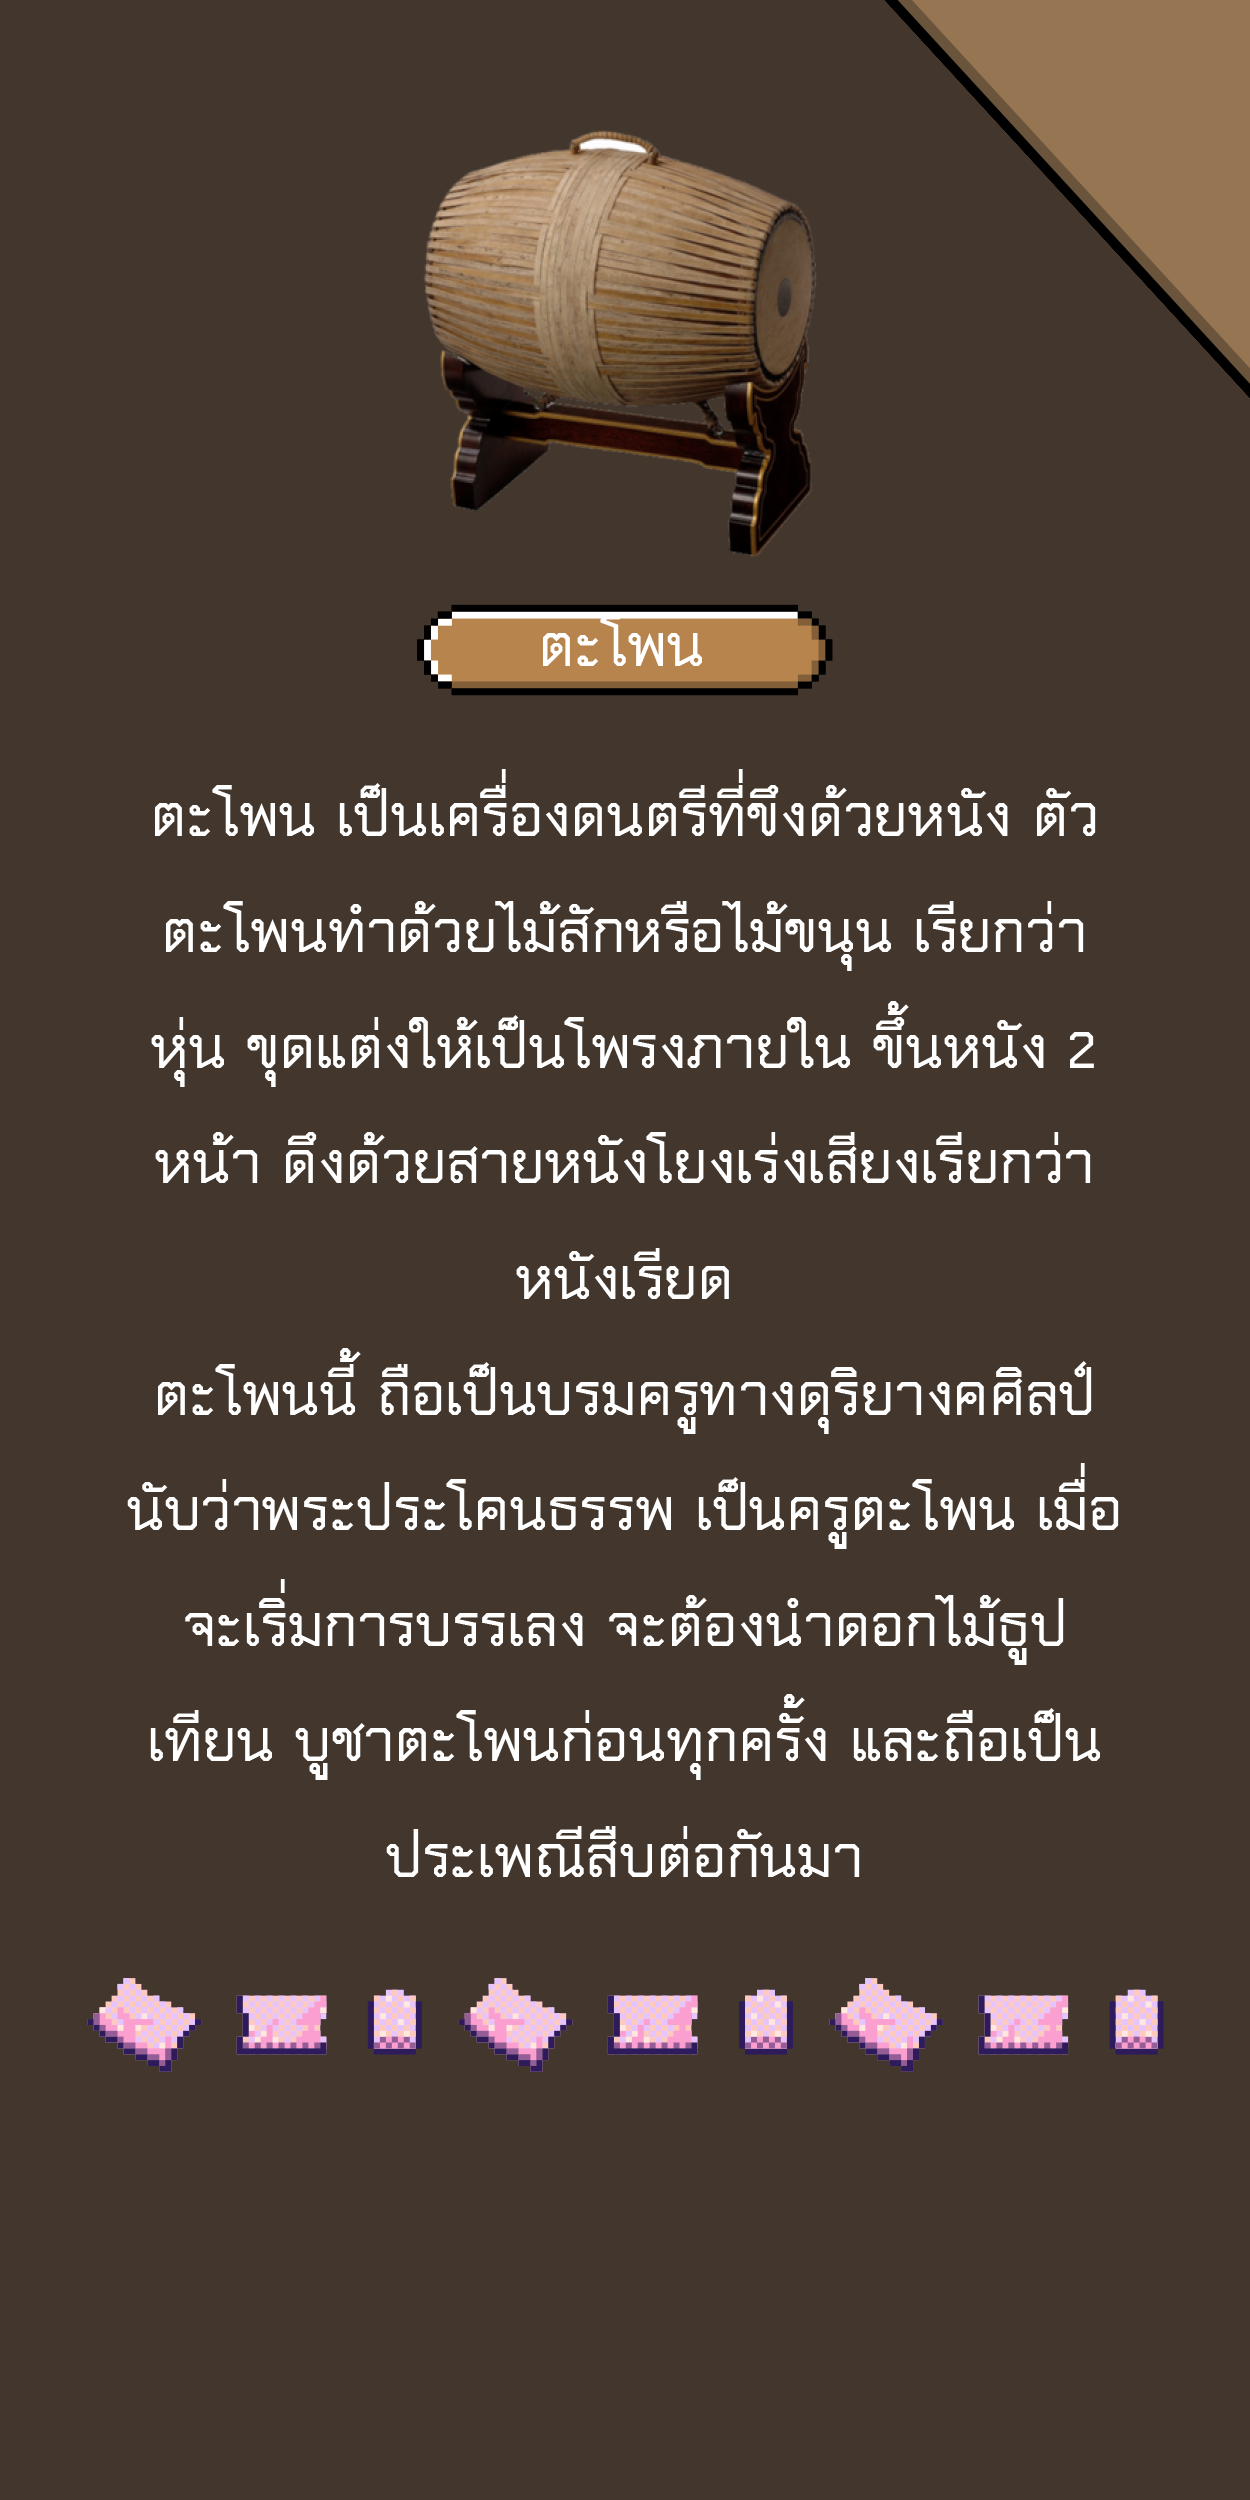 ตะโพน
ตะโพน เป็นเครื่องดนตรีที่ขึงด้วยหนัง ตัว
ตะโพนทำด้วยไม้สักหรือไม้ขนุน เรียกว่า
หุ่น ขุดแต่งให้เป็นโพรงภายใน ขึ้นหนัง 2
หน้า ดึงด้วยสายหนังโยงเร่งเสียงเรียกว่า
หนังเรียด
ตะโพนนี้ ถือเป็นบรมครูทางดุริยางคศิลป์
นับว่าพระประโคนธรรพ เป็นครูตะโพน เมื่อ
จะเริ่มการบรรเลง จะต้องนำดอกไม้ธูป
เทียน บูชาตะโพนก่อนทุกครั้ง และถือเป็น
ประเพณีสืบต่อกันมา